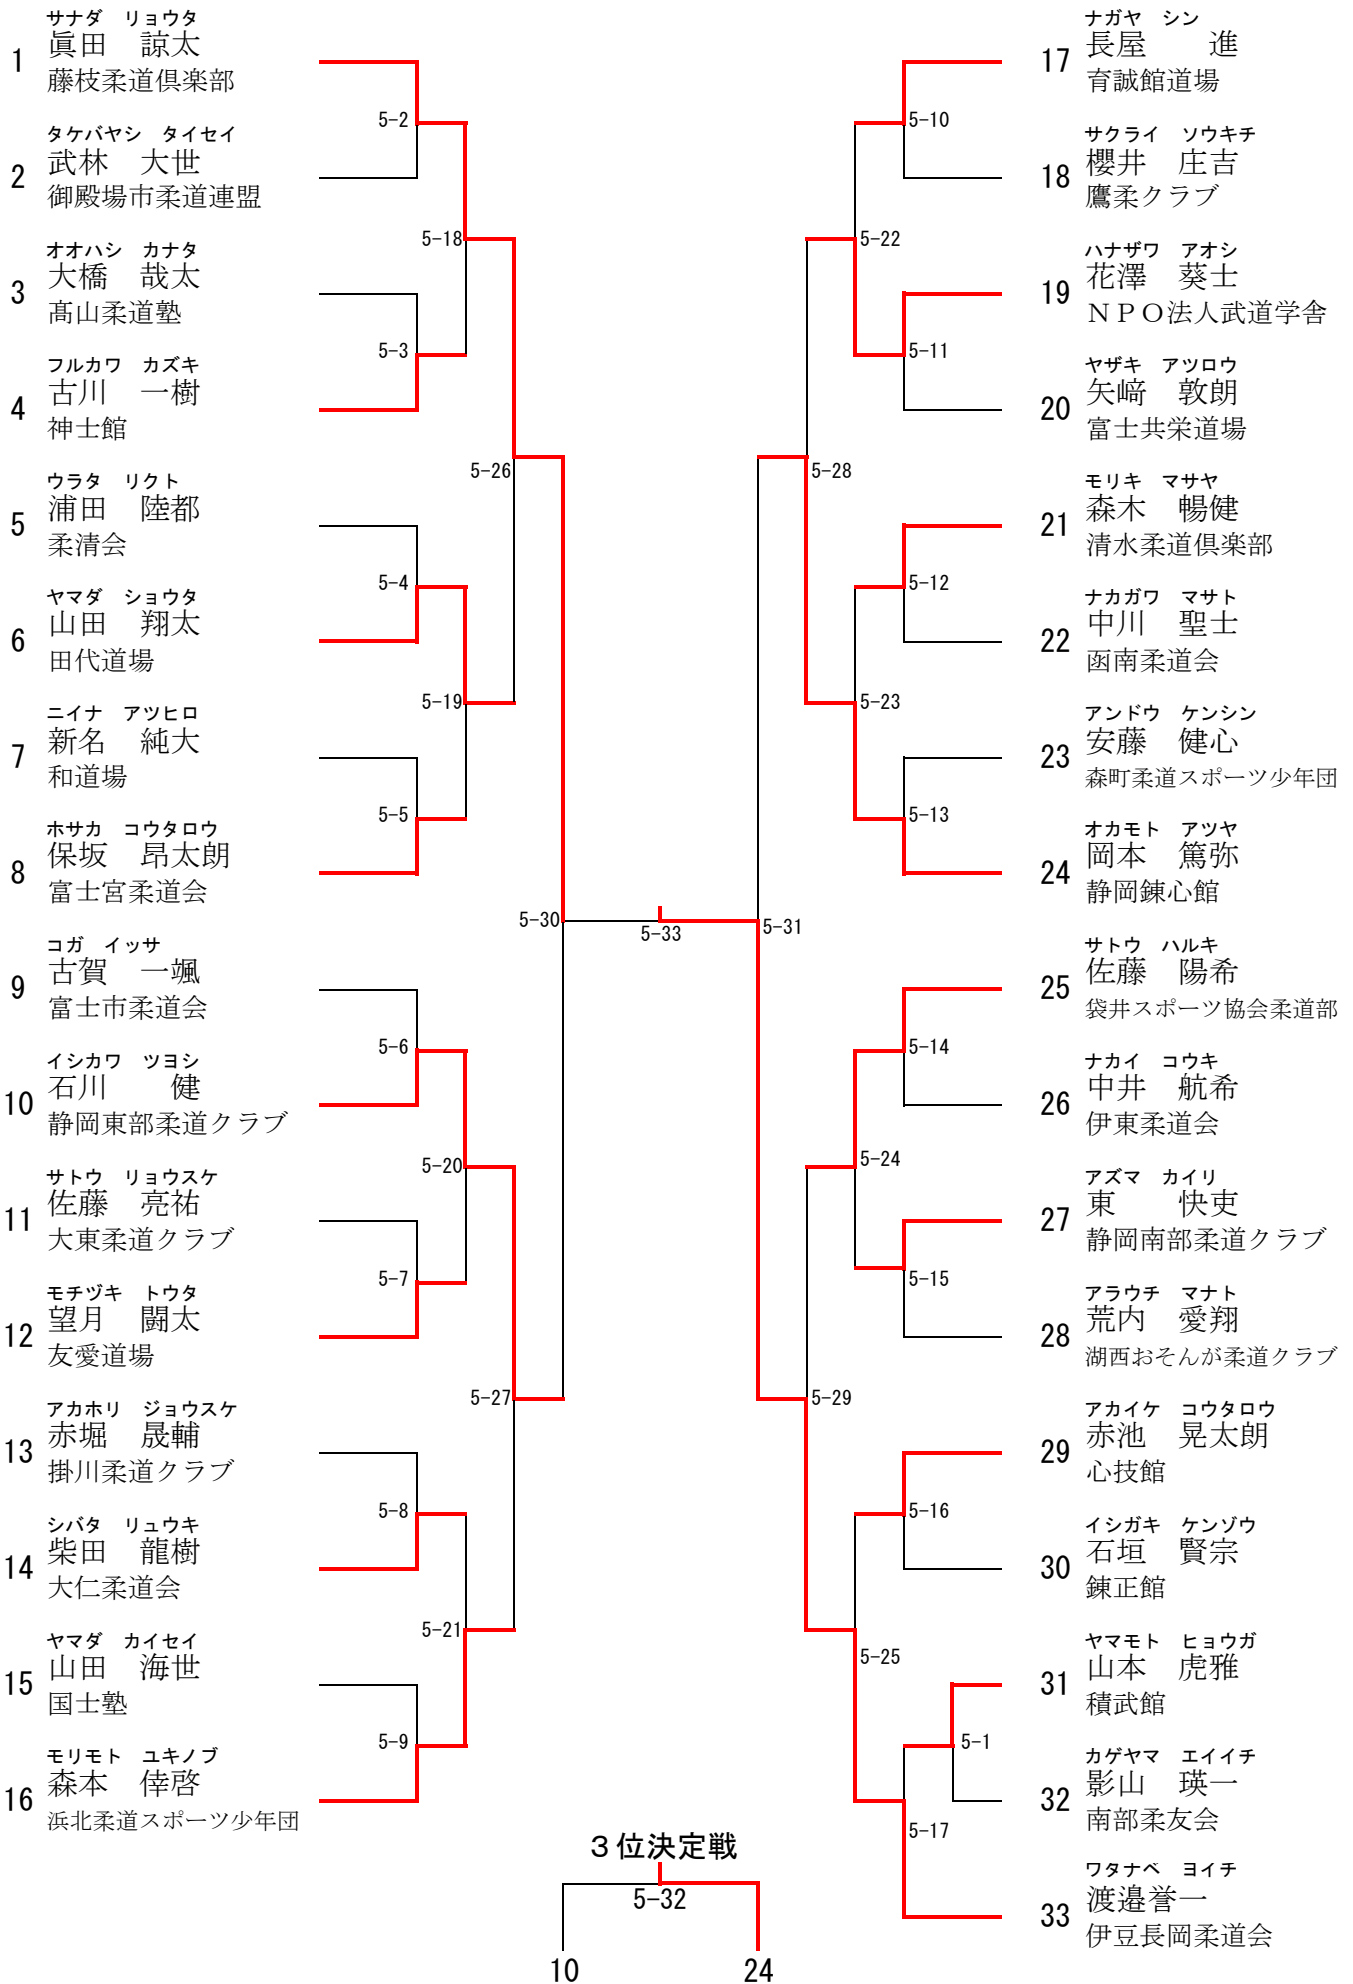 サナダ　リョウタ
1 眞田　諒太
藤枝柔道倶楽部
タケバヤシ　タイセイ
2 武林　大世
御殿場市柔道連盟
オオハシ　カナタ
3 大橋　哉太
髙山柔道塾
フルカワ　カズキ
4 古川　一樹
神士館
ウラタ　リクト
5 浦田　陸都
柔清会
ヤマダ　ショウタ
6 山田　翔太
田代道場
ニイナ　アツヒロ
7 新名　純大
和道場
ホサカ　コウタロウ
8 保坂　昂太朗
富士宮柔道会
コガ　イッサ
9 古賀　一颯
富士市柔道会
イシカワ　ツヨシ
10 石川　　健
静岡東部柔道クラブ
サトウ　リョウスケ
11 佐藤　亮祐
大東柔道クラブ
モチヅキ　トウタ
12 望月　闘太
友愛道場
アカホリ　ジョウスケ
13 赤堀　晟輔
掛川柔道クラブ
シバタ　リュウキ
14 柴田　龍樹
大仁柔道会
ヤマダ　カイセイ
15 山田　海世
国士塾
モリモト　ユキノブ
16 森本　倖啓
浜北柔道スポーツ少年団
5-2
5-3
5-4
5-5
5-6
5-7
5-8
5-9
5-18
5-19
5-20
5-21
5-26
5-27
5-30
5-33
5-31
5-28
5-29
5-22
5-23
5-24
5-25
5-10
5-11
5-12
5-13
5-14
5-15
5-16
5-1
5-17
ナガヤ　シン
17 長屋　　進
育誠館道場
サクライ　ソウキチ
18 櫻井　庄吉
鷹柔クラブ
ハナザワ　アオシ
19 花澤　葵士
ＮＰＯ法人武道学舎
ヤザキ　アツロウ
20 矢﨑　敦朗
富士共栄道場
モリキ　マサヤ
21 森木　暢健
清水柔道倶楽部
ナカガワ　マサト
22 中川　聖士
函南柔道会
アンドウ　ケンシン
23 安藤　健心
森町柔道スポーツ少年団
オカモト　アツヤ
24 岡本　篤弥
静岡錬心館
サトウ　ハルキ
25 佐藤　陽希
袋井スポーツ協会柔道部
ナカイ　コウキ
26 中井　航希
伊東柔道会
アズマ　カイリ
27 東　　快吏
静岡南部柔道クラブ
アラウチ　マナト
28 荒内　愛翔
湖西おそんが柔道クラブ
アカイケ　コウタロウ
29 赤池　晃太朗
心技館
イシガキ　ケンゾウ
30 石垣　賢宗
錬正館
ヤマモト　ヒョウガ
31 山本　虎雅
積武館
カゲヤマ　エイイチ
32 影山　瑛一
南部柔友会
ワタナベ　ヨイチ
33 渡邉誉一
伊豆長岡柔道会
３位決定戦
5-32
10　24